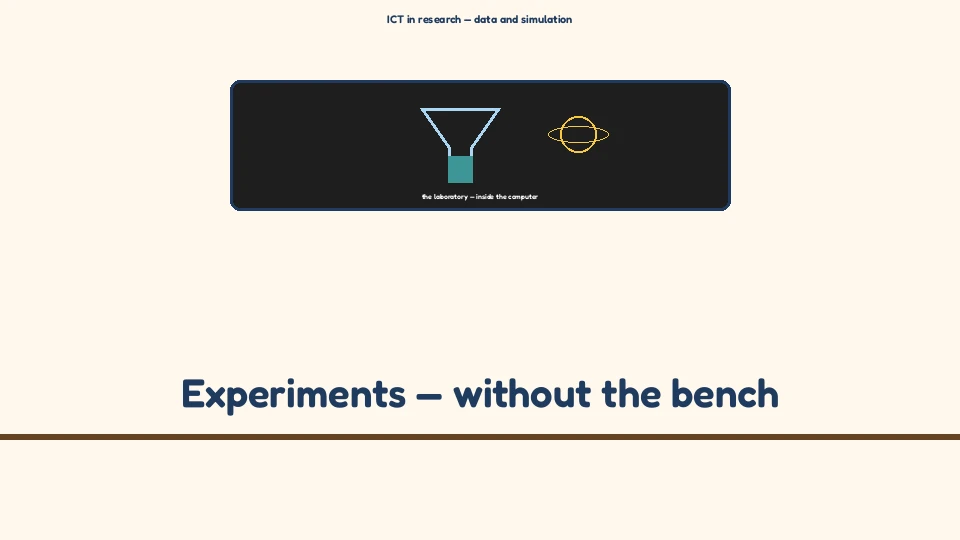 ICT in research — data and simulation
the laboratory — inside the computer
Experiments — without the bench